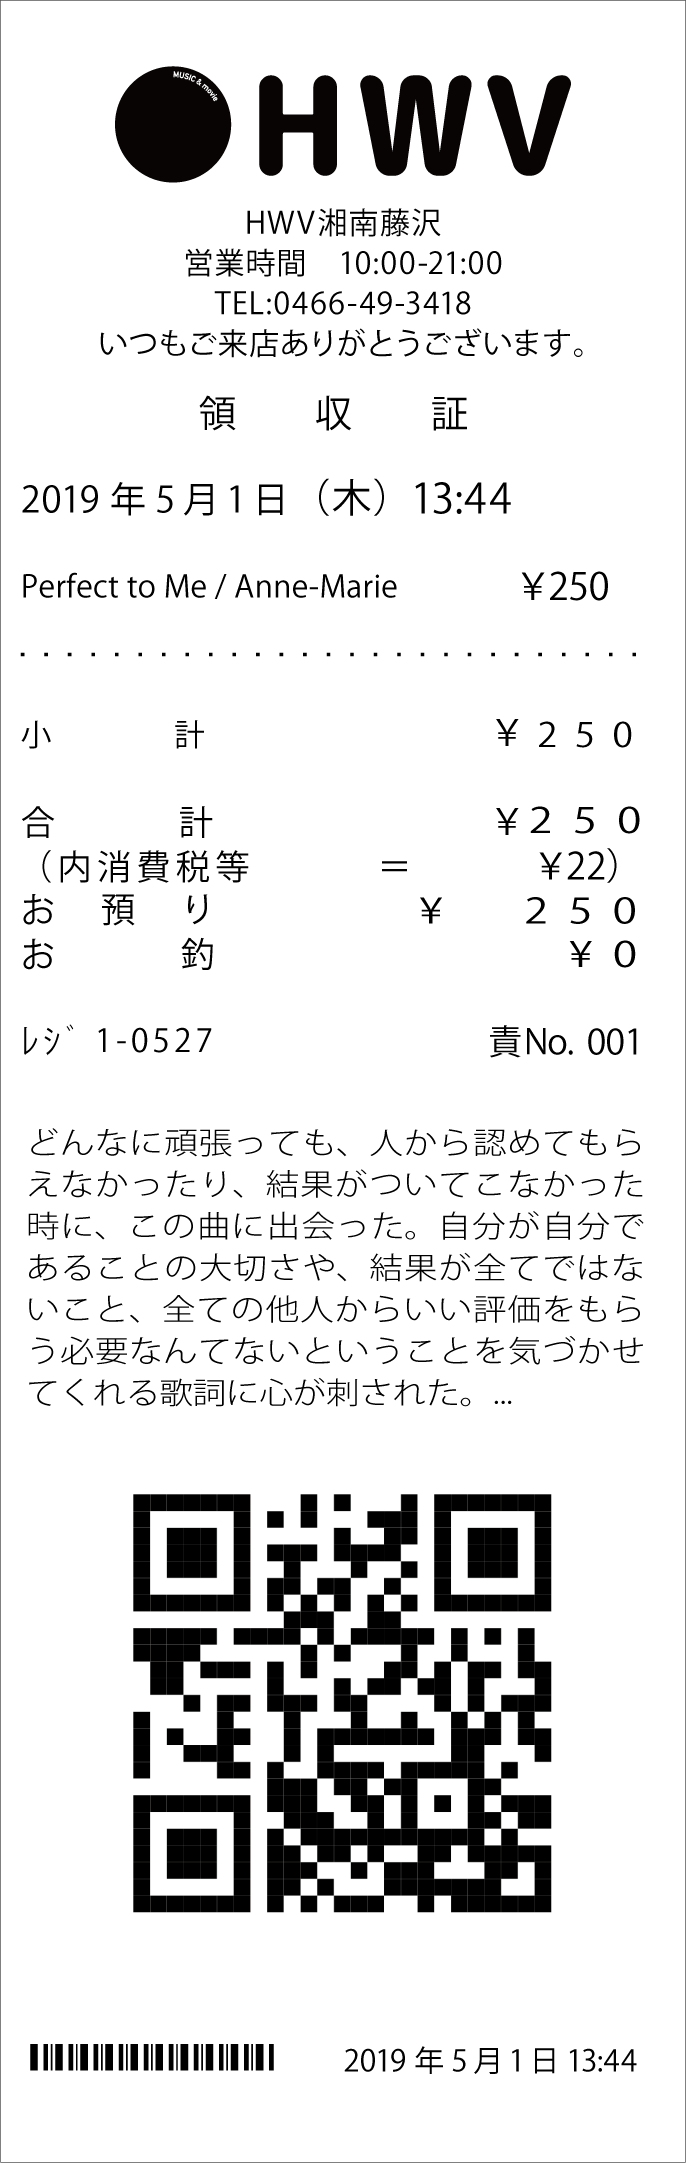 MUSIC & movie
HWV
HWV湘南藤沢
営業時間　10:00-21:00
TEL:0466-49-3418
いつもご来店ありがとうございます。
領　収　証
2019 年 5 月 1 日（木）13:44
Perfect to Me / Anne-Marie　￥250
小　計　￥２５０
合　計　￥２５０
（内消費税等　＝　￥22）
お　預　り　￥　２５０
お　釣　￥０
ﾚｼﾞ 1-0527　責No. 001
どんなに頑張っても、人から認めてもら
えなかったり、結果がついてこなかった
時に、この曲に出会った。自分が自分で
あることの大切さや、結果が全てではな
いこと、全ての他人からいい評価をもら
う必要なんてないということを気づかせ
てくれる歌詞に心が刺された。...
2019 年 5 月 1 日 13:44